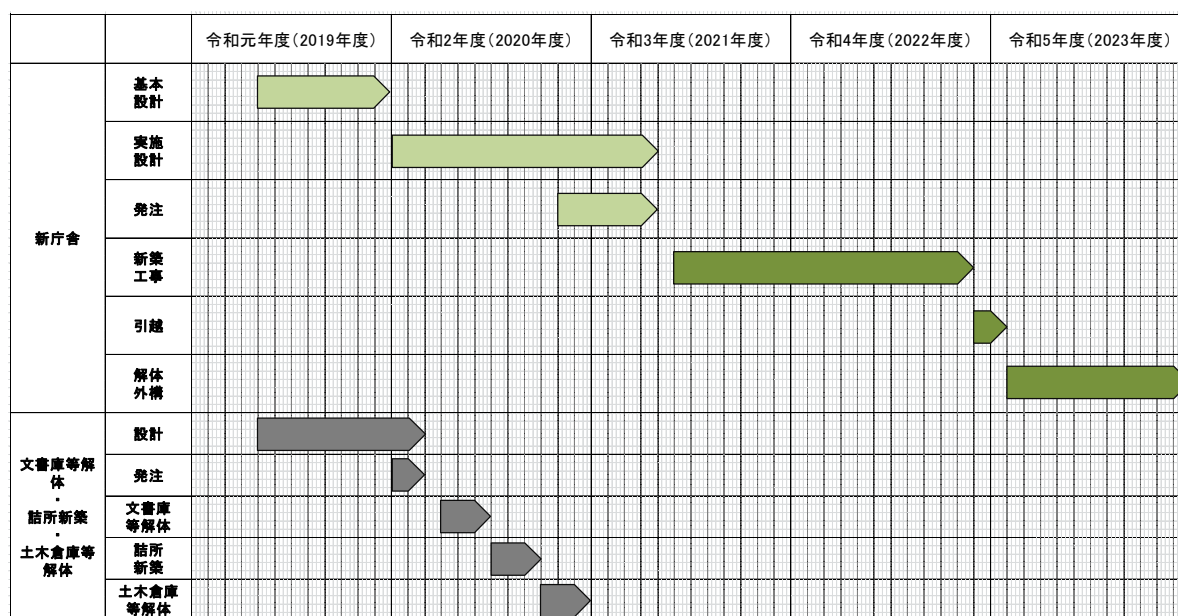 令和元年度(2019年度)
令和2年度(2020年度)
令和3年度(2021年度)
令和4年度(2022年度)
令和5年度(2023年度)
新庁舎
基本
設計
実施
設計
発注
新築
工事
引越
解体
外構
文書庫等解
体
・
詰所新築
・
土木倉庫等
解体
設計
発注
文書庫
等解体
詰所
新築
土木倉庫
等解体